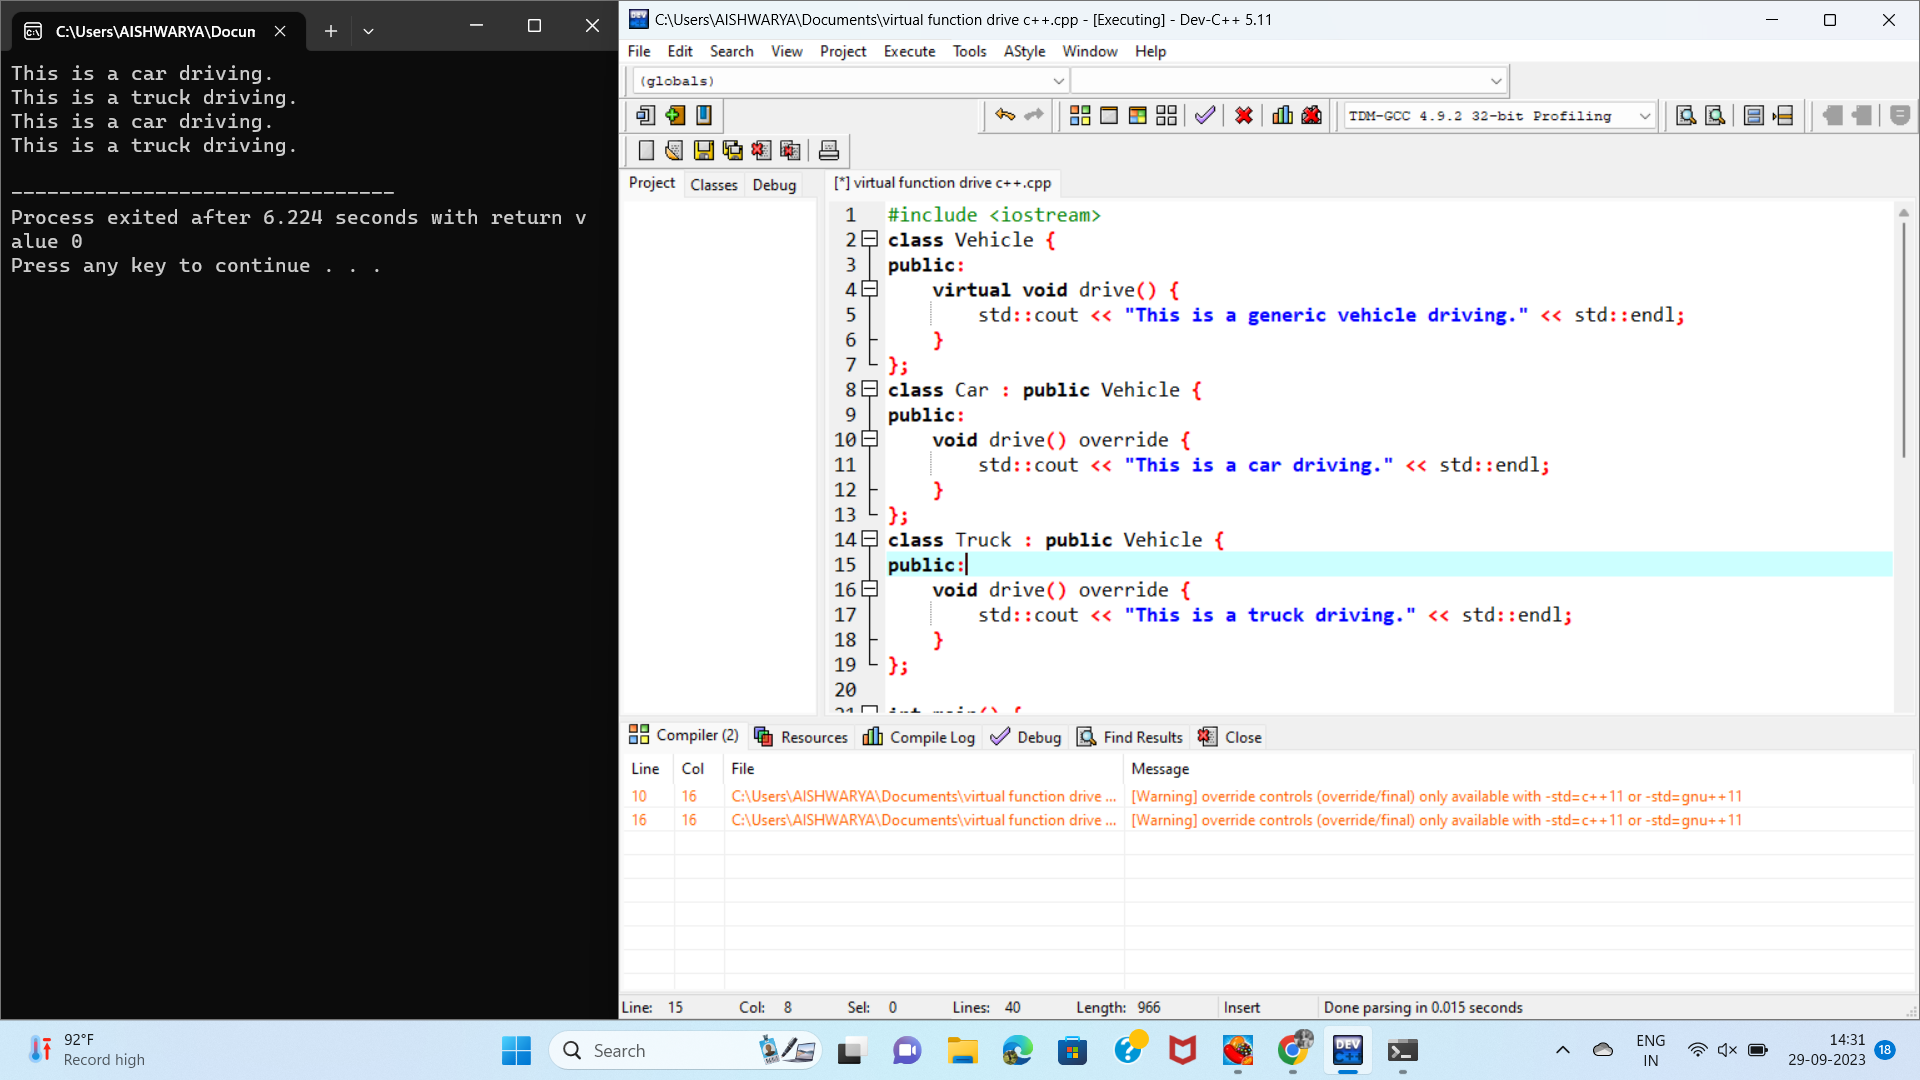 C:\Users\AISHWARYA\Docun
This is a car driving.
This is a truck driving.
This is a car driving.
This is a truck driving.
--------------------------------
Process exited after 6.224 seconds with return v
alue 0
Press any key to continue . . .
C:\Users\AISHWARYA\Documents\virtual function drive c++.cpp - [Executing] - Dev-C++ 5.11
File Edit Search View Project Execute Tools AStyle Window Help
(globals)
TDM-GCC 4.9.2 32-bit Profiling
Project Classes Debug
[*] virtual function drive c++.cpp
1 #include <iostream>
2 class Vehicle {
3 public:
4     virtual void drive() {
5         std::cout << "This is a generic vehicle driving." << std::endl;
6     }
7 };
8 class Car : public Vehicle {
9 public:
10     void drive() override {
11         std::cout << "This is a car driving." << std::endl;
12     }
13 };
14 class Truck : public Vehicle {
15 public:
16     void drive() override {
17         std::cout << "This is a truck driving." << std::endl;
18     }
19 };
20
21 int main() {
Compiler (2) Resources Compile Log Debug Find Results Close
Line Col File Message
10 16 C:\Users\AISHWARYA\Documents\virtual function drive ... [Warning] override controls (override/final) only available with -std=c++11 or -std=gnu++11
16 16 C:\Users\AISHWARYA\Documents\virtual function drive ... [Warning] override controls (override/final) only available with -std=c++11 or -std=gnu++11
Line: 15 Col: 8 Sel: 0 Lines: 40 Length: 966 Insert Done parsing in 0.015 seconds
92°F
Record high
Search
DEV
C++
ENG
IN
14:31
29-09-2023
18